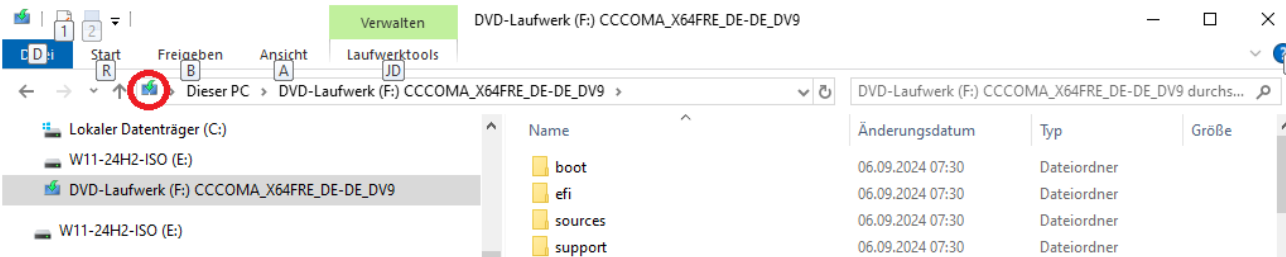 Verwalten DVD-Laufwerk (F:) CCCOMA_X64FRE_DE-DE_DV9
1 2
Start Freigeben Ansicht Laufwerktools
D R B A JD
Dieser PC > DVD-Laufwerk (F:) CCCOMA_X64FRE_DE-DE_DV9 > DVD-Laufwerk (F:) CCCOMA_X64FRE_DE-DE_DV9 durchs...
Lokaler Datenträger (C:)
W11-24H2-ISO (E:)
DVD-Laufwerk (F:) CCCOMA_X64FRE_DE-DE_DV9
W11-24H2-ISO (E:)
Name Änderungsdatum Typ Größe
boot 06.09.2024 07:30 Dateiordner
efi 06.09.2024 07:30 Dateiordner
sources 06.09.2024 07:30 Dateiordner
support 06.09.2024 07:30 Dateiordner